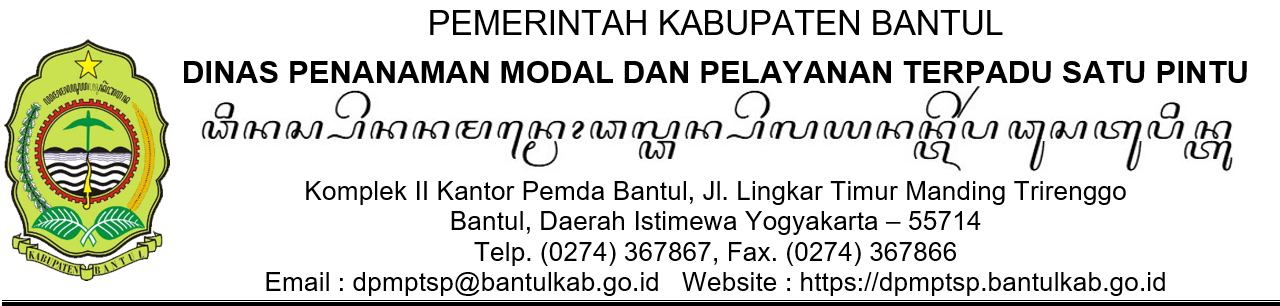 PEMERINTAH KABUPATEN BANTUL
DINAS PENANAMAN MODAL DAN PELAYANAN TERPADU SATU PINTU
Komplek II Kantor Pemda Bantul, Jl. Lingkar Timur Manding Trirenggo
Bantul, Daerah Istimewa Yogyakarta – 55714
Telp. (0274) 367867, Fax. (0274) 367866
Email : dpmptsp@bantulkab.go.id Website : https://dpmptsp.bantulkab.go.id
KABUPATEN BANTUL